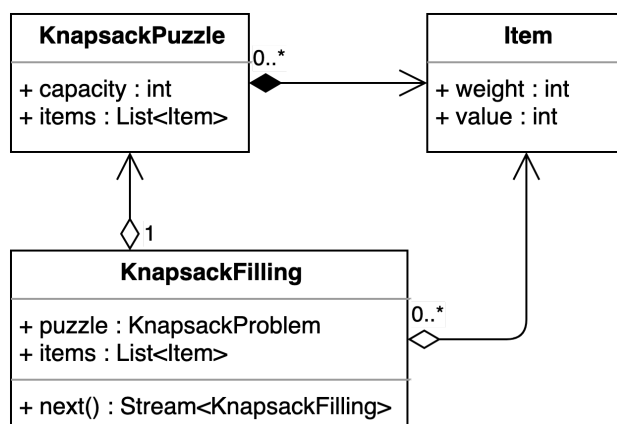 KnapsackPuzzle
+ capacity : int
+ items : List<Item>
0..*
Item
+ weight : int
+ value : int
1
KnapsackFilling
+ puzzle : KnapsackProblem
+ items : List<Item>
+ next() : Stream<KnapsackFilling>
0..*